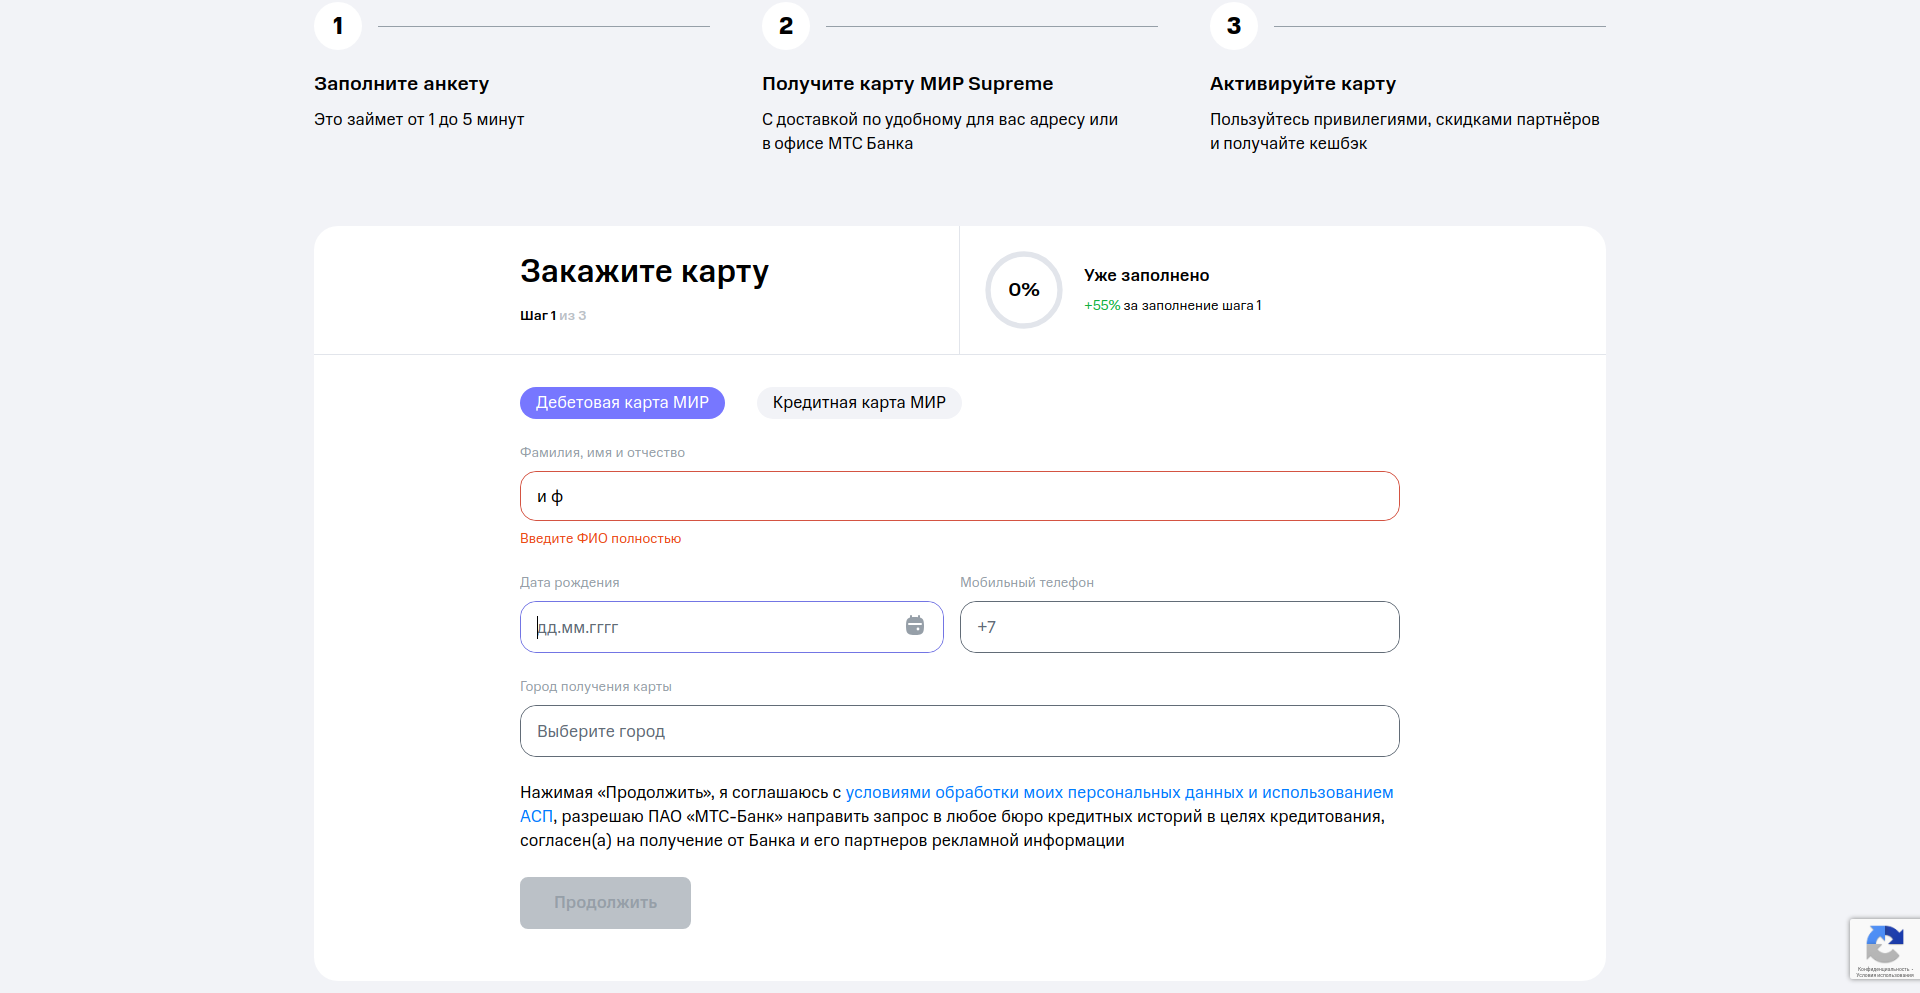 1
2
3
Заполните анкету
Это займет от 1 до 5 минут
Получите карту МИР Supreme
С доставкой по удобному для вас адресу или
в офисе МТС Банка
Активируйте карту
Пользуйтесь привилегиями, скидками партнёров
и получайте кешбэк
Закажите карту
Шаг 1 из 3
0%
Уже заполнено
+55% за заполнение шага 1
Дебетовая карта МИР
Кредитная карта МИР
Фамилия, имя и отчество
и ф
Введите ФИО полностью
Дата рождения
дд.мм.гггг
Мобильный телефон
+7
Город получения карты
Выберите город
Нажимая «Продолжить», я соглашаюсь с условиями обработки моих персональных данных и использованием
АСП, разрешаю ПАО «МТС-Банк» направить запрос в любое бюро кредитных историй в целях кредитования,
согласен(а) на получение от Банка и его партнеров рекламной информации
Продолжить
Конфиденциальность -
Условия использования